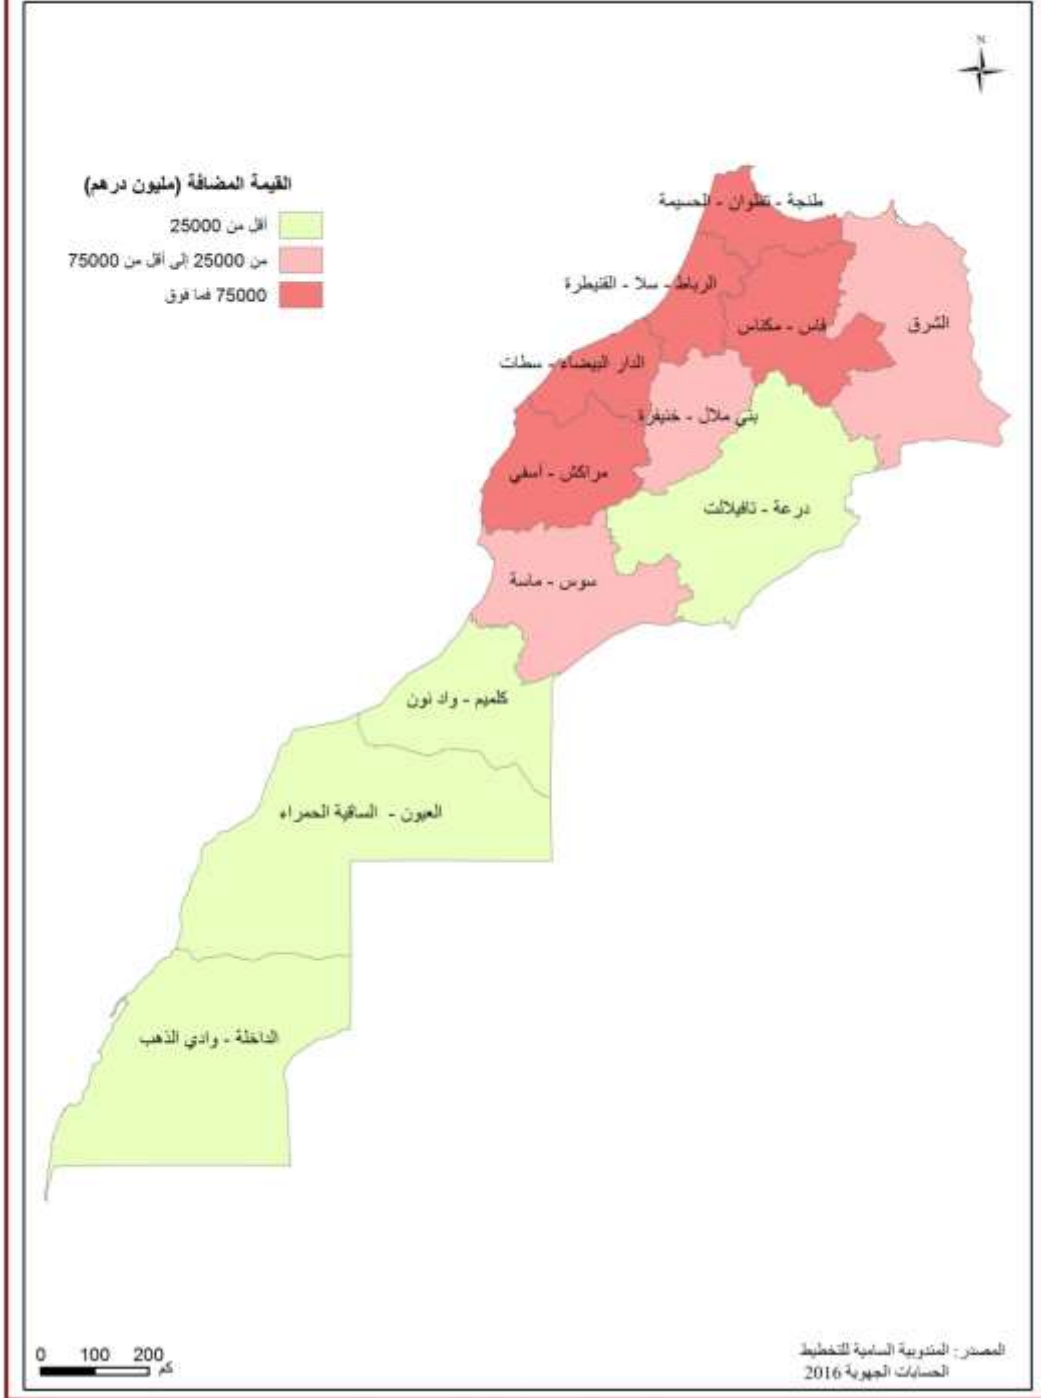 N
القيمة المضافة (مليون درهم)
أقل من 25000
من 25000 إلى أقل من 75000
75000 فما فوق
طنجة - تطوان - الحسيمة
الرباط - سلا - القنيطرة
فاس - مكناس
الشرق
الدار البيضاء - سطات
بني ملال - خنيفرة
مراكش - أسفي
درعة - تافيلالت
سوس - ماسة
كلميم - واد نون
العيون - الساقية الحمراء
الداخلة - وادي الذهب
0 100 200
كم
المصدر: المندوبية السامية للتخطيط
الحسابات الجهوية 2016